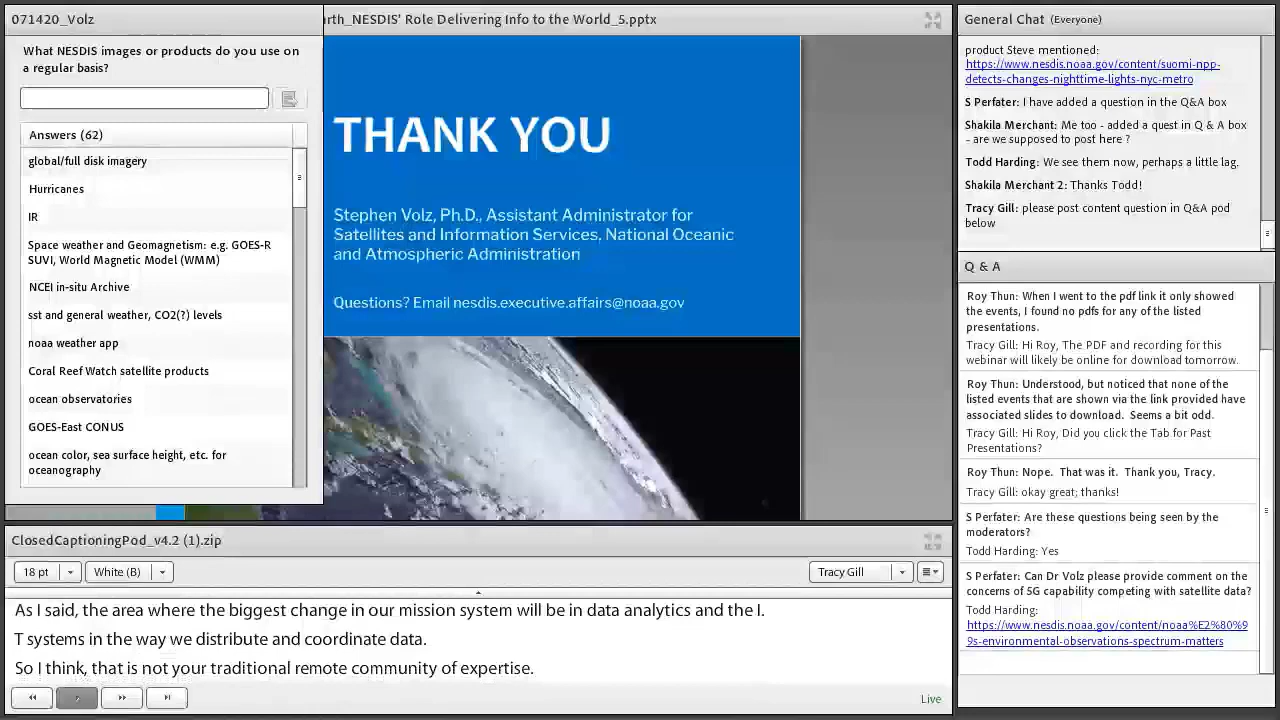 071420_Volz
What NESDIS images or products do you use on
a regular basis?
Answers (62)
global/full disk imagery
Hurricanes
IR
Space weather and Geomagnetism: e.g. GOES-R
SUVI, World Magnetic Model (WMM)
NCEI in-situ Archive
sst and general weather, CO2(?) levels
noaa weather app
Coral Reef Watch satellite products
ocean observatories
GOES-East CONUS
ocean color, sea surface height, etc. for
oceanography
rth_NESDIS' Role Delivering Info to the World_5.pptx
THANK YOU
Stephen Volz, Ph.D., Assistant Administrator for
Satellites and Information Services, National Oceanic
and Atmospheric Administration
Questions? Email nesdis.executive.affairs@noaa.gov
ClosedCaptioningPod_v4.2 (1).zip
18 pt
White (B)
Tracy Gill
As I said, the area where the biggest change in our mission system will be in data analytics and the I.
T systems in the way we distribute and coordinate data.
So I think, that is not your traditional remote community of expertise.
Live
General Chat (Everyone)
product Steve mentioned:
https://www.nesdis.noaa.gov/content/suomi-npp-
detects-changes-nighttime-lights-nyc-metro
S Perfater: I have added a question in the Q&A box
Shakila Merchant: Me too - added a quest in Q & A box
- are we supposed to post here ?
Todd Harding: We see them now, perhaps a little lag.
Shakila Merchant 2: Thanks Todd!
Tracy Gill: please post content question in Q&A pod
below
Q & A
Roy Thun: When I went to the pdf link it only showed
the events, I found no pdfs for any of the listed
presentations.
Tracy Gill: Hi Roy, The PDF and recording for this
webinar will likely be online for download tomorrow.
Roy Thun: Understood, but noticed that none of the
listed events that are shown via the link provided have
associated slides to download. Seems a bit odd.
Tracy Gill: Hi Roy, Did you click the Tab for Past
Presentations?
Roy Thun: Nope. That was it. Thank you, Tracy.
Tracy Gill: okay great; thanks!
S Perfater: Are these questions being seen by the
moderators?
Todd Harding: Yes
S Perfater: Can Dr Volz please provide comment on the
concerns of 5G capability competing with satellite data?
Todd Harding:
https://www.nesdis.noaa.gov/content/noaa%E2%80%9
9s-environmental-observations-spectrum-matters